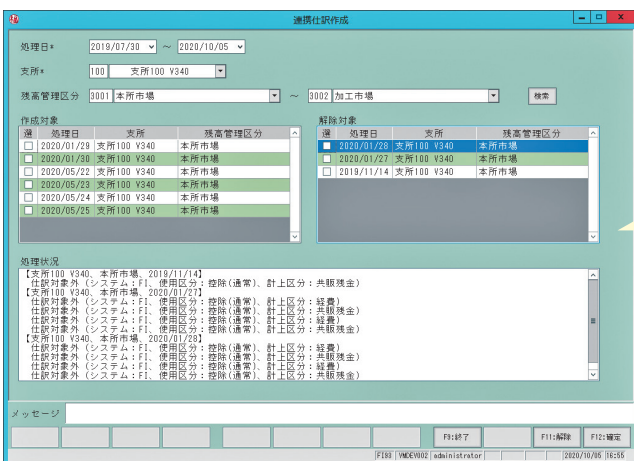 連携仕訳作成
処理日* 2019/07/30 ～ 2020/10/05
支所* 100 支所100 V340
残高管理区分 3001 本所市場 ～ 3002 加工市場 検索
作成対象
選 処理日 支所 残高管理区分
2020/01/29 支所100 V340 本所市場
2020/01/30 支所100 V340 本所市場
2020/05/22 支所100 V340 本所市場
2020/05/23 支所100 V340 本所市場
2020/05/24 支所100 V340 本所市場
2020/05/25 支所100 V340 本所市場
解除対象
選 処理日 支所 残高管理区分
2020/01/28 支所100 V340 本所市場
2020/01/27 支所100 V340 本所市場
2019/11/14 支所100 V340 本所市場
処理状況
【支所100 V340、本所市場、2019/11/14】
仕訳対象外（システム：FI、使用区分：控除(通常)、計上区分：共販残金）
【支所100 V340、本所市場、2020/01/27】
仕訳対象外（システム：FI、使用区分：控除(通常)、計上区分：経費）
仕訳対象外（システム：FI、使用区分：控除(通常)、計上区分：共販残金）
仕訳対象外（システム：FI、使用区分：控除(通常)、計上区分：経費）
仕訳対象外（システム：FI、使用区分：控除(通常)、計上区分：共販残金）
【支所100 V340、本所市場、2020/01/28】
仕訳対象外（システム：FI、使用区分：控除(通常)、計上区分：経費）
仕訳対象外（システム：FI、使用区分：控除(通常)、計上区分：共販残金）
仕訳対象外（システム：FI、使用区分：控除(通常)、計上区分：経費）
仕訳対象外（システム：FI、使用区分：控除(通常)、計上区分：共販残金）
メッセージ
F9:終了 F11:解除 F12:確定
FI93 VMDEV002 administrator 2020/10/05 16:55